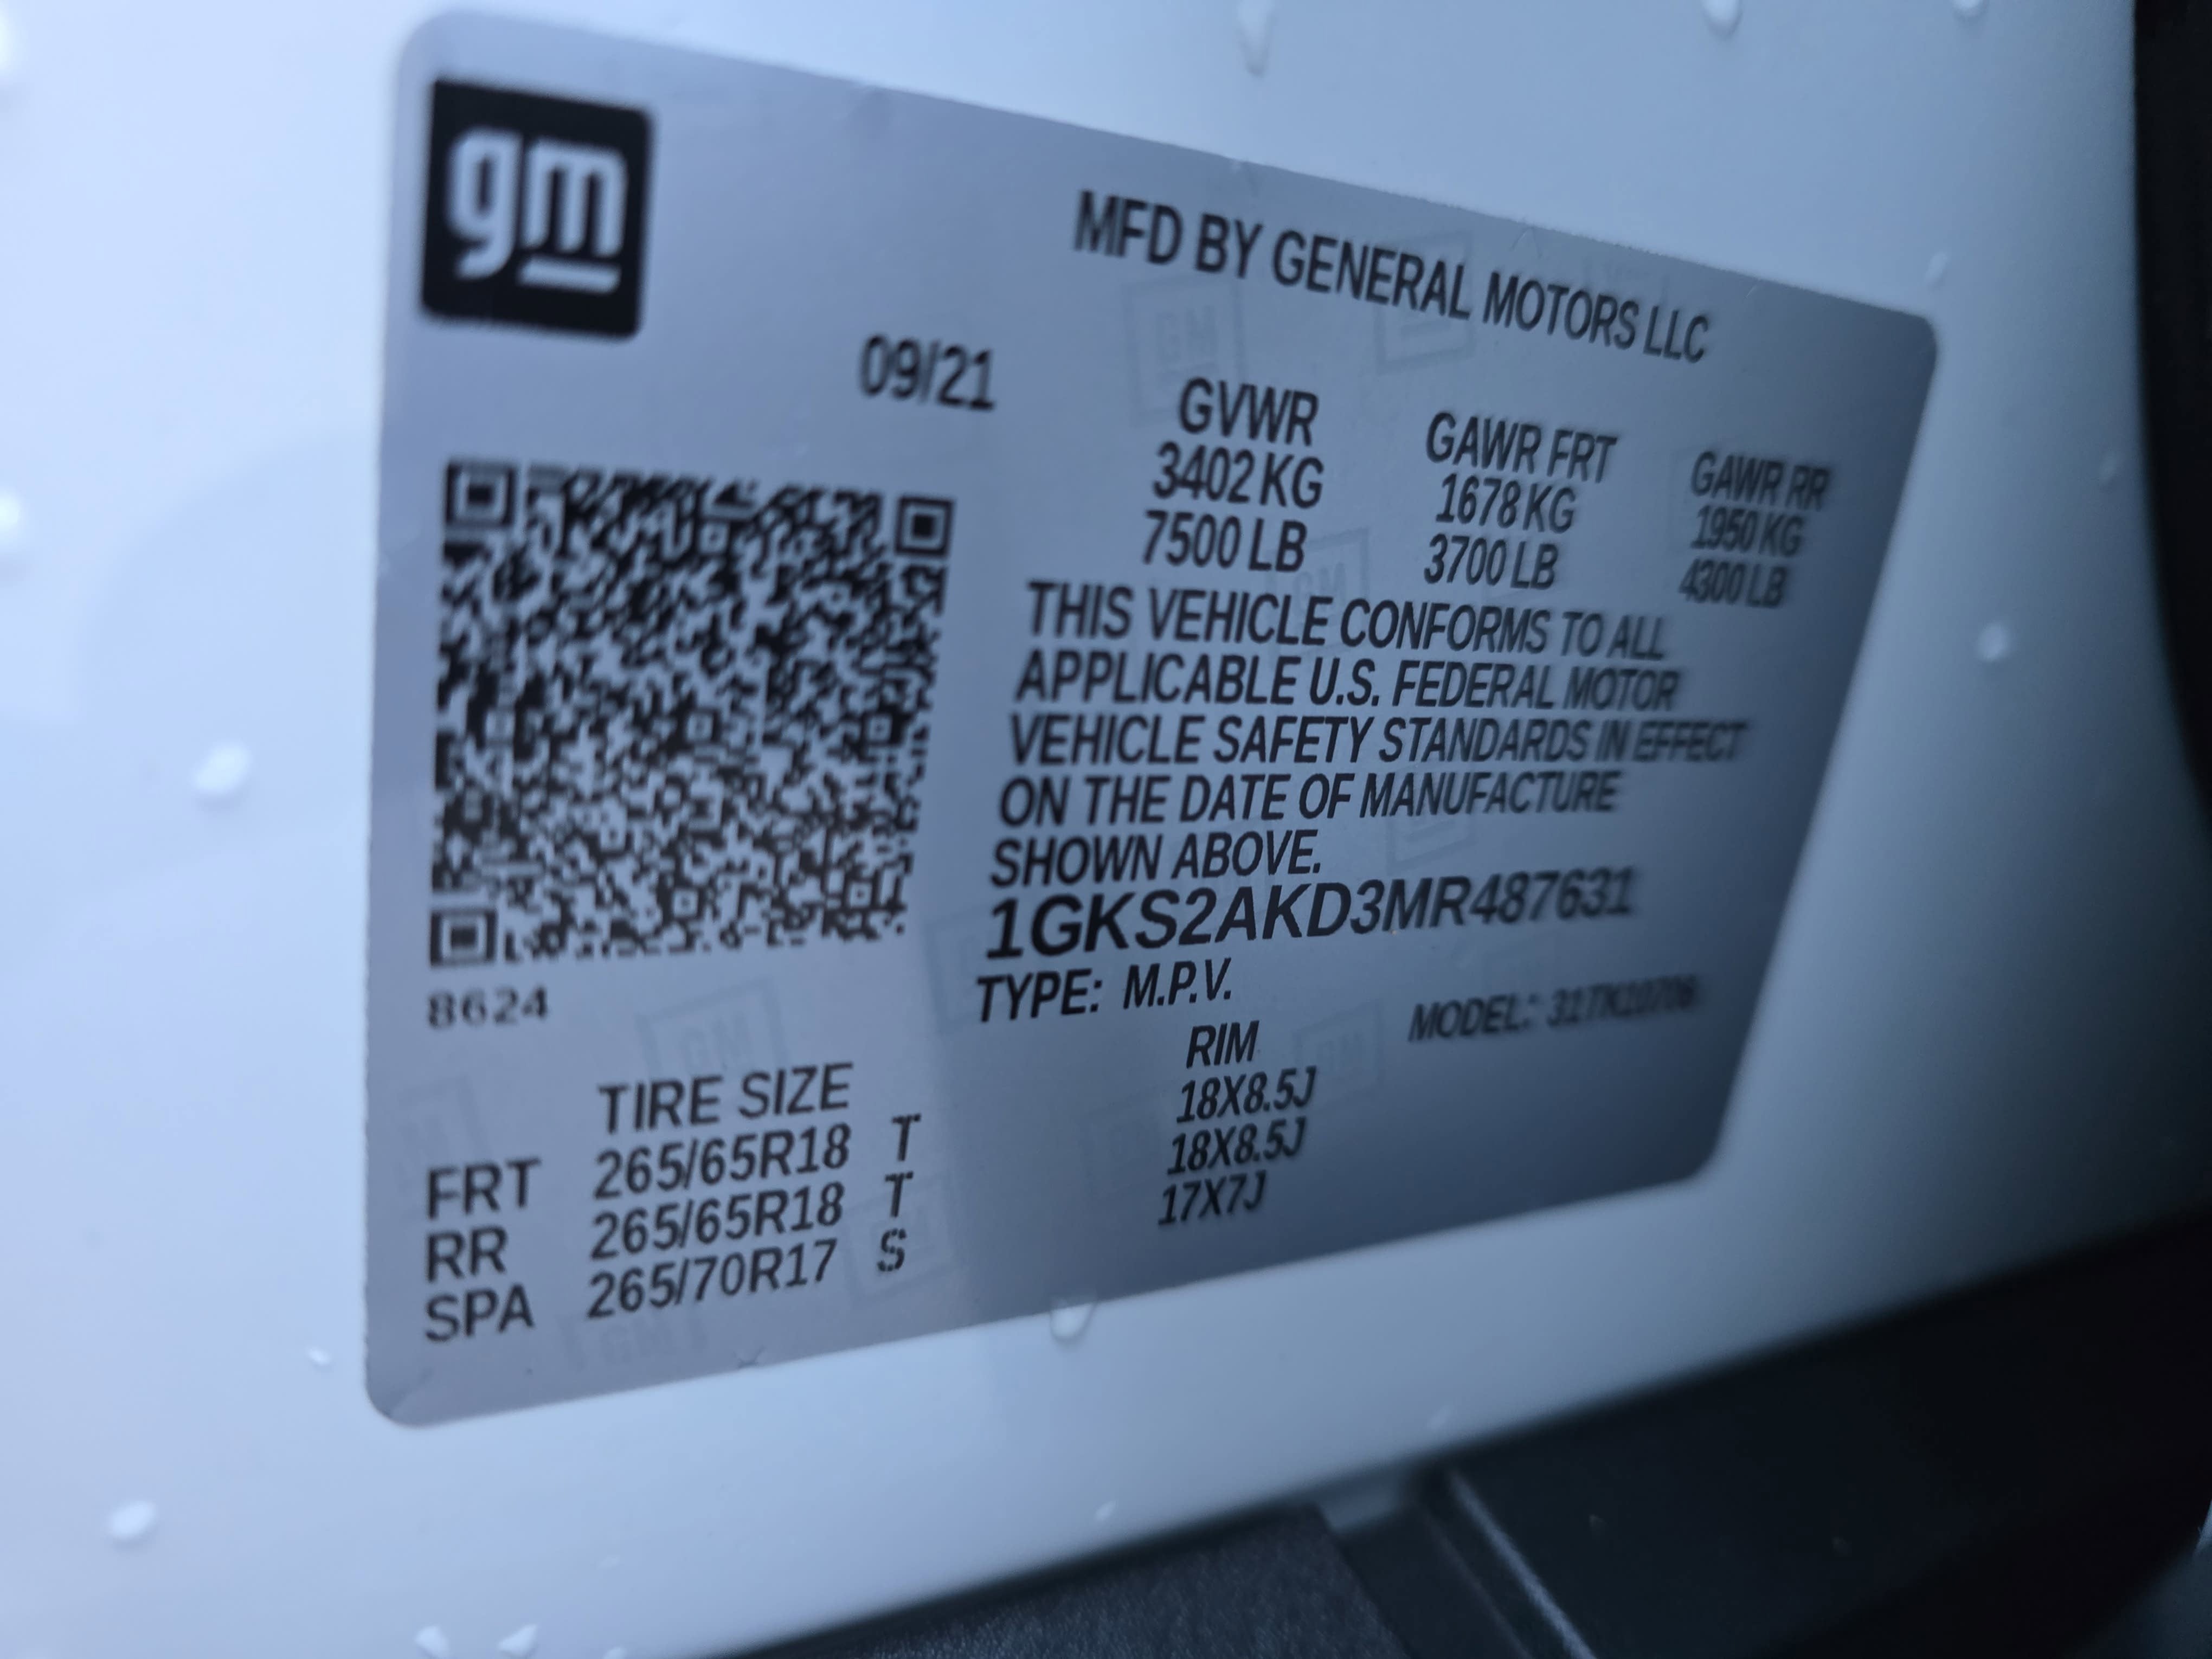 gm
MFD BY GENERAL MOTORS LLC
09/21
GVWR GAWR FRT GAWR RR
3402 KG 1678 KG 1950 KG
7500 LB 3700 LB 4300 LB
THIS VEHICLE CONFORMS TO ALL
APPLICABLE U.S. FEDERAL MOTOR
VEHICLE SAFETY STANDARDS IN EFFECT
ON THE DATE OF MANUFACTURE
SHOWN ABOVE.
1GKS2AKD3MR487631
8624
TYPE: M.P.V. MODEL:
TIRE SIZE RIM
FRT 265/65R18 T 18X8.5J
RR 265/65R18 T 18X8.5J
SPA 265/70R17 S 17X7J